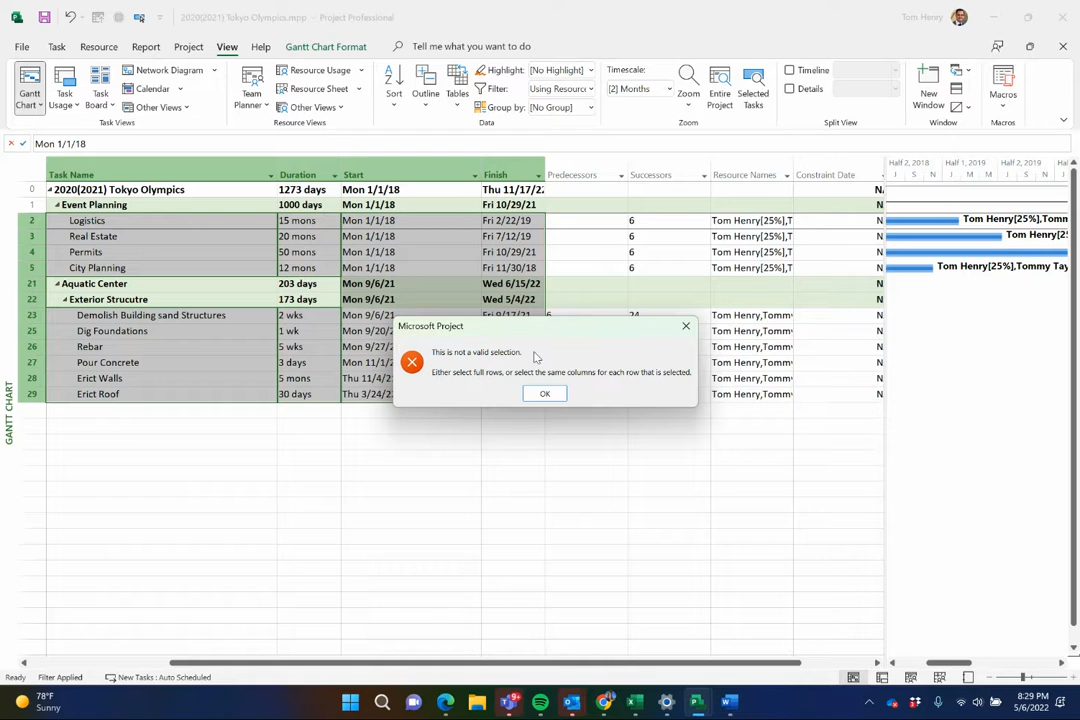 2020(2021) Tokyo Olympics.mpp - Project Professional
Tom Henry
File Task Resource Report Project View Help Gantt Chart Format Tell me what you want to do
Gantt Chart
Task Usage
Task Board
Network Diagram
Calendar
Other Views
Task Views
Team Planner
Resource Usage
Resource Sheet
Other Views
Resource Views
Sort
Outline
Tables
Highlight: [No Highlight]
Filter: Using Resource
Group by: [No Group]
Data
Timescale:
[2] Months
Zoom
Entire Project
Selected Tasks
Zoom
Timeline
Details
Split View
New Window
Window
Macros
Macros
Mon 1/1/18
Half 2, 2018 Half 1, 2019 Half 2, 2019
Task Name Duration Start Finish Predecessors Successors Resource Names Constraint Date J S N J M M J S N J
0 2020(2021) Tokyo Olympics 1273 days Mon 1/1/18 Thu 11/17/22 N
1 Event Planning 1000 days Mon 1/1/18 Fri 10/29/21 N
2 Logistics 15 mons Mon 1/1/18 Fri 2/22/19 6 Tom Henry[25%],T N Tom Henry[25%],Tomm
3 Real Estate 20 mons Mon 1/1/18 Fri 7/12/19 6 Tom Henry[25%],T N Tom Henry[25
4 Permits 50 mons Mon 1/1/18 Fri 10/29/21 6 Tom Henry[25%],T N
5 City Planning 12 mons Mon 1/1/18 Fri 11/30/18 6 Tom Henry[25%],T N Tom Henry[25%],Tommy Tay
21 Aquatic Center 203 days Mon 9/6/21 Wed 6/15/22 N
22 Exterior Strucutre 173 days Mon 9/6/21 Wed 5/4/22 N
23 Demolish Building sand Structures 2 wks Mon 9/6/21 Fri 9/17/21 6 24 Tom Henry,Tommy N
25 Dig Foundations 1 wk Mon 9/20 Tom Henry,Tommy N
26 Rebar 5 wks Mon 9/27 Tom Henry,Tommy N
27 Pour Concrete 3 days Mon 11/1 Tom Henry,Tommy N
28 Erict Walls 5 mons Thu 11/4/ Tom Henry,Tommy N
29 Erict Roof 30 days Thu 3/24/ Tom Henry,Tommy N
Microsoft Project
This is not a valid selection.
Either select full rows, or select the same columns for each row that is selected.
OK
GANTT CHART
Ready Filter Applied New Tasks : Auto Scheduled
78°F
Sunny
8:29 PM
5/6/2022